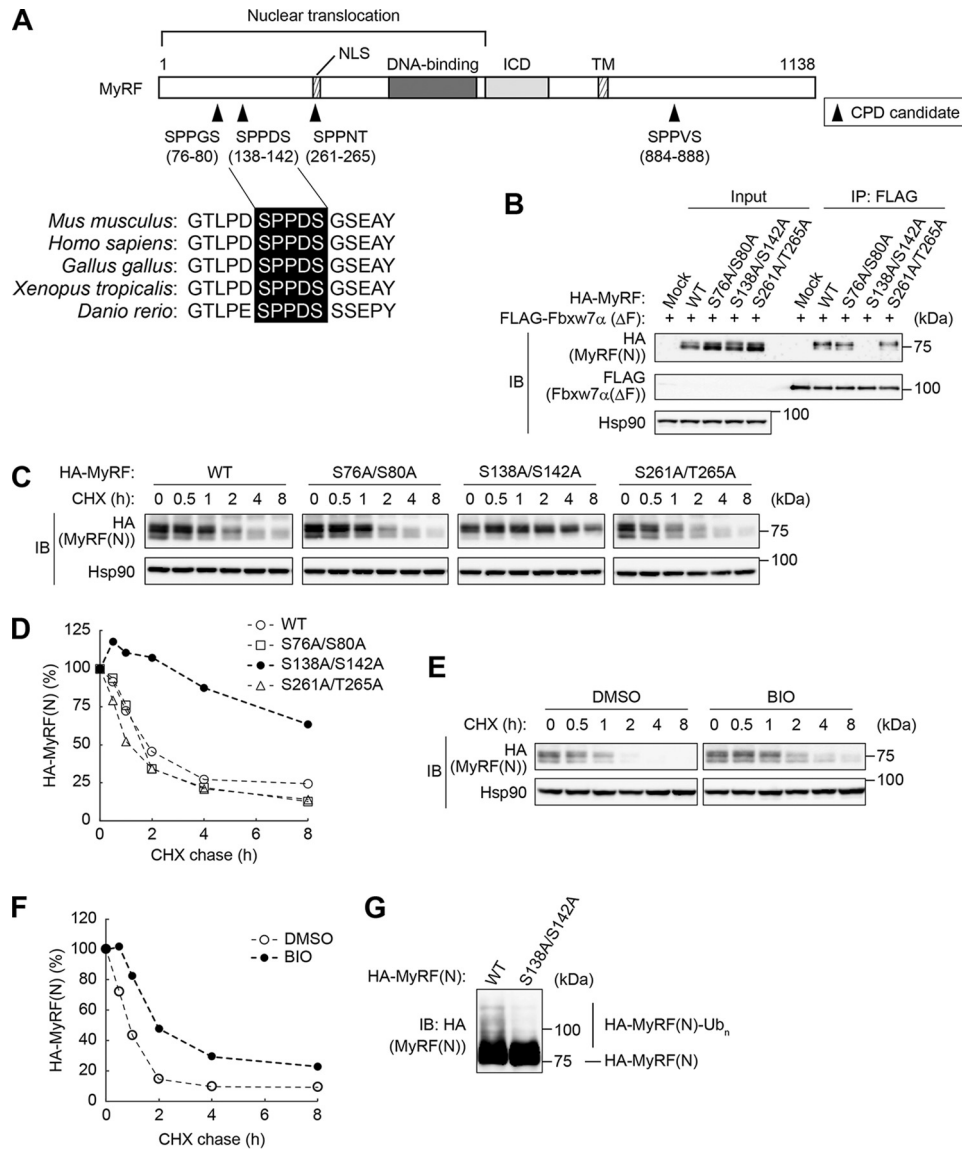 A
Nuclear translocation
NLS
1
DNA-binding
ICD
TM
1138
MyRF
CPD candidate
SPPGS
(76-80)
SPPDS
(138-142)
SPPNT
(261-265)
SPPVS
(884-888)
Mus musculus: GTLPD SPPDS GSEAY
Homo sapiens: GTLPD SPPDS GSEAY
Gallus gallus: GTLPD SPPDS GSEAY
Xenopus tropicalis: GTLPD SPPDS GSEAY
Danio rerio: GTLPE SPPDS SSEPY
B
Input
IP: FLAG
HA-MyRF: Mock WT S76A/S80A S138A/S142A S261A/T265A Mock WT S76A/S80A S138A/S142A S261A/T265A
FLAG-Fbxw7α (ΔF): + + + + + + + + + + (kDa)
IB
HA
(MyRF(N))
75
FLAG
(Fbxw7α(ΔF))
100
Hsp90
100
C
HA-MyRF: WT S76A/S80A S138A/S142A S261A/T265A
CHX (h): 0 0.5 1 2 4 8 0 0.5 1 2 4 8 0 0.5 1 2 4 8 0 0.5 1 2 4 8 (kDa)
IB
HA
(MyRF(N))
75
100
Hsp90
D
HA-MyRF(N) (%)
125
100
75
50
25
0
0 2 4 6 8
CHX chase (h)
WT
S76A/S80A
S138A/S142A
S261A/T265A
E
DMSO
BIO
CHX (h): 0 0.5 1 2 4 8 0 0.5 1 2 4 8 (kDa)
IB
HA
(MyRF(N))
75
100
Hsp90
F
HA-MyRF(N) (%)
120
100
80
60
40
20
0
0 2 4 6 8
CHX chase (h)
DMSO
BIO
G
HA-MyRF(N): WT S138A/S142A (kDa)
IB: HA
(MyRF(N))
100
75
HA-MyRF(N)-Ubn
HA-MyRF(N)